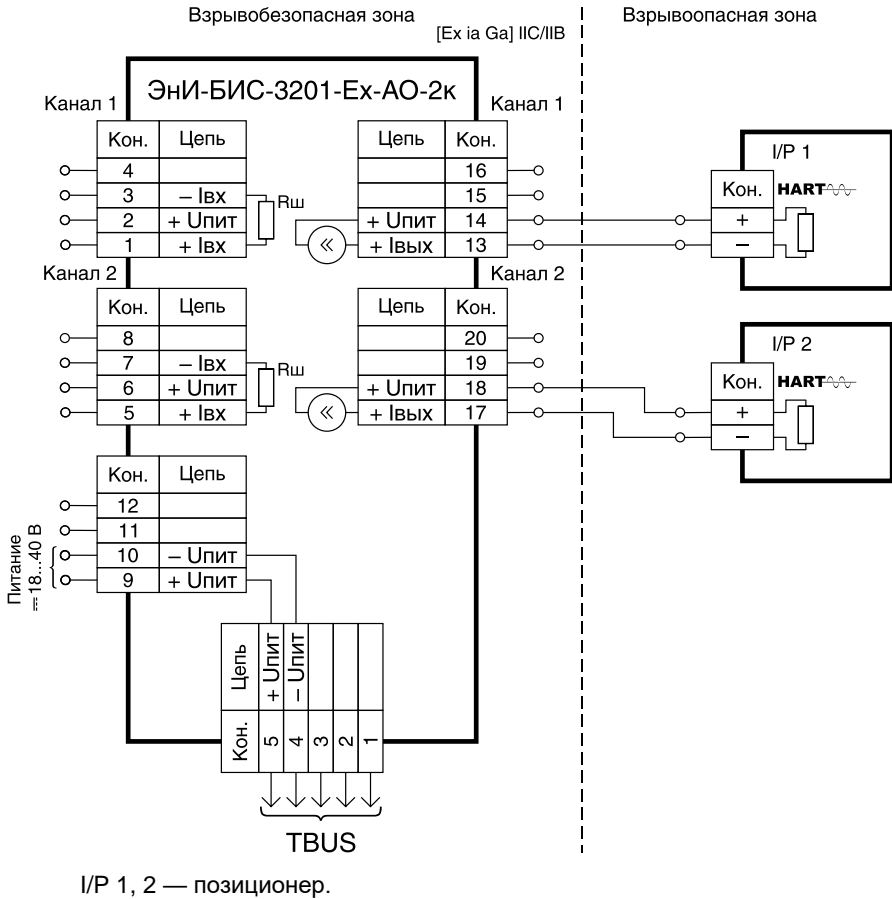 Взрывобезопасная зона
Взрывоопасная зона
[Ex ia Ga] IIC/IIB
ЭнИ-БИС-3201-Ex-АО-2к
Канал 1
Кон. Цепь
4
3 – Iвх
2 + Uпит
1 + Iвх
Rш
Канал 1
Цепь Кон.
16
15
+ Uпит 14
+ Iвых 13
I/P 1
Кон. HART
+
–
Канал 2
Кон. Цепь
8
7 – Iвх
6 + Uпит
5 + Iвх
Rш
Канал 2
Цепь Кон.
20
19
+ Uпит 18
+ Iвых 17
I/P 2
Кон. HART
+
–
Кон. Цепь
12
11
10 – Uпит
9 + Uпит
Питание
⎓18...40 В
Цепь + Uпит – Uпит
Кон. 5 4 3 2 1
TBUS
I/P 1, 2 — позиционер.